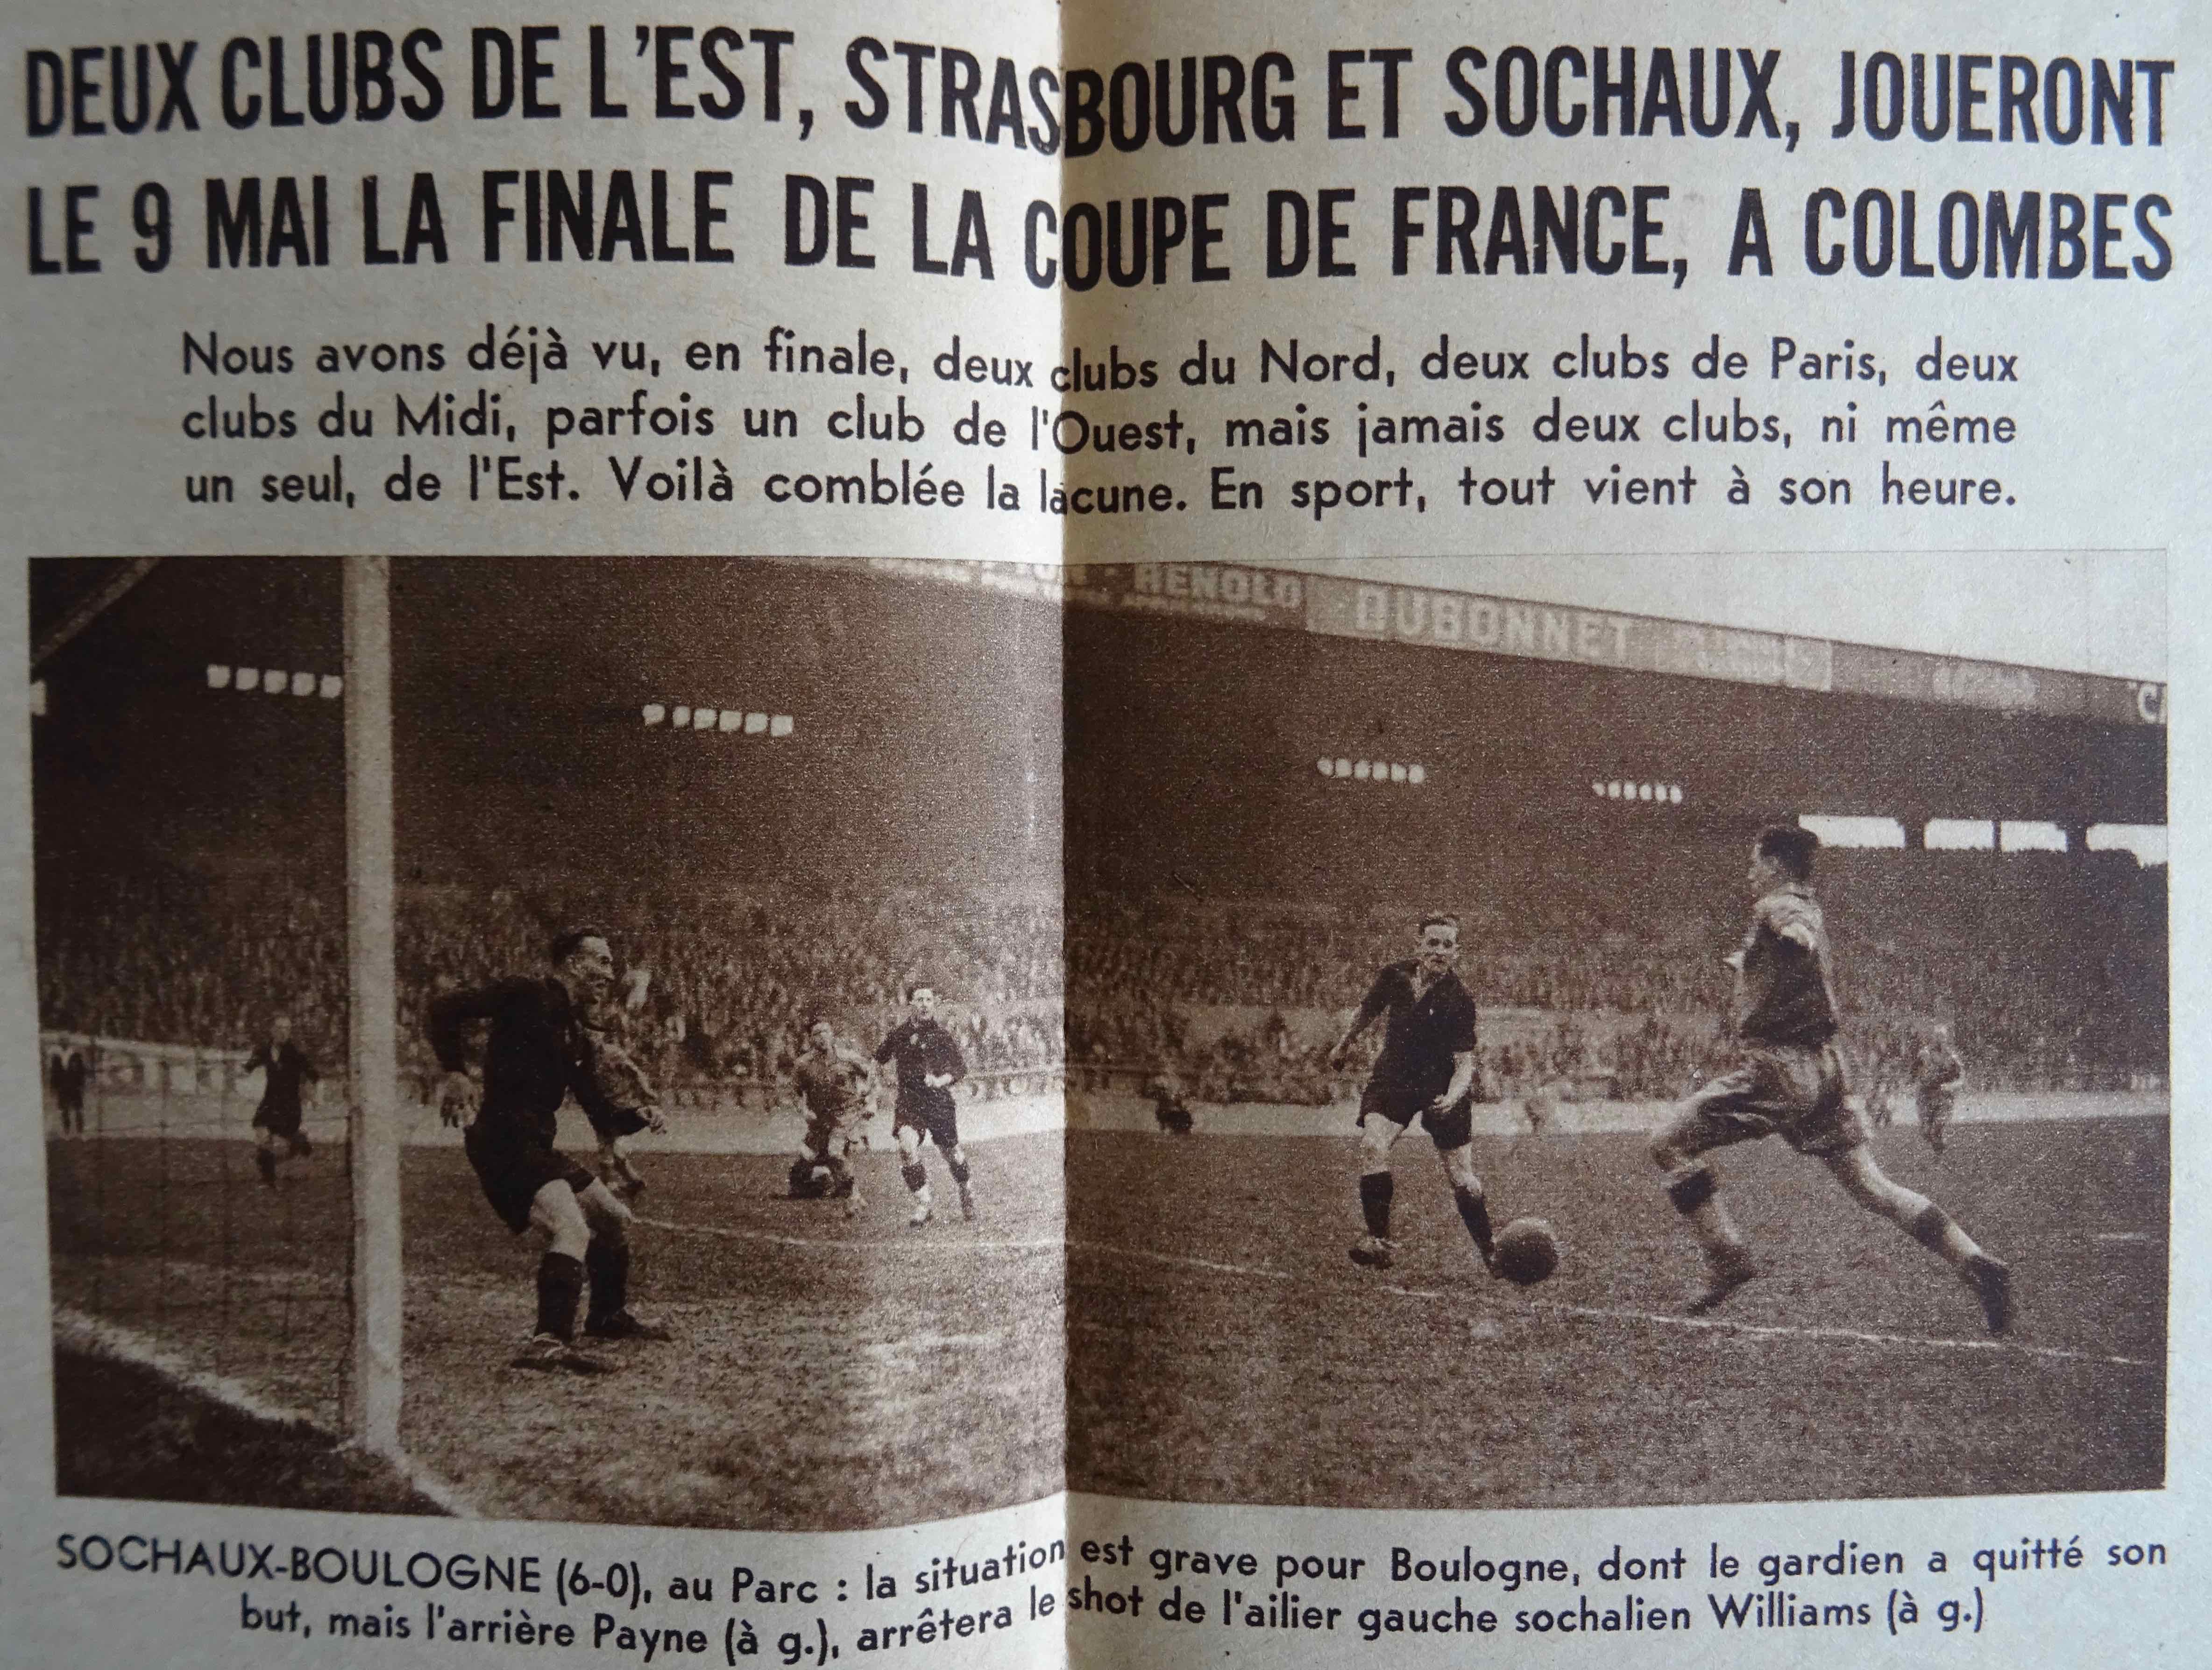 DEUX CLUBS DE L'EST, STRASBOURG ET SOCHAUX, JOUERONT
LE 9 MAI LA FINALE DE LA COUPE DE FRANCE, A COLOMBES
Nous avons déjà vu, en finale, deux clubs du Nord, deux clubs de Paris, deux
clubs du Midi, parfois un club de l'Ouest, mais jamais deux clubs, ni même
un seul, de l'Est. Voilà comblée la lacune. En sport, tout vient à son heure.
RENOLD
DUBONNET
SOCHAUX-BOULOGNE (6-0), au Parc : la situation est grave pour Boulogne, dont le gardien a quitté son
but, mais l'arrière Payne (à g.), arrêtera le shot de l'ailier gauche sochalien Williams (à g.)